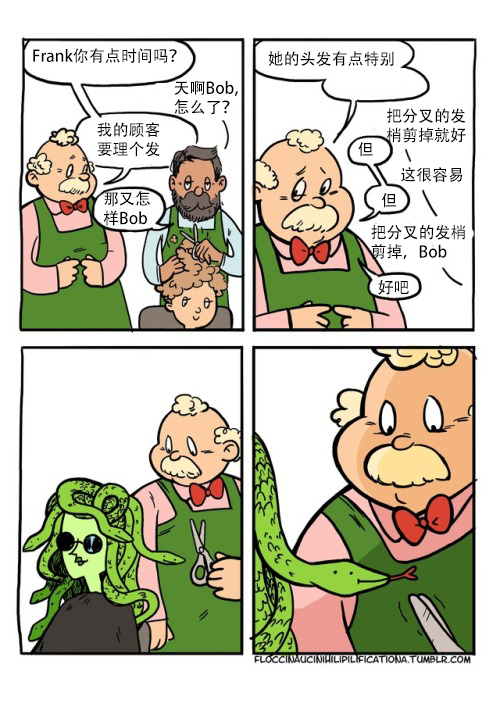 Frank你有点时间吗？
天啊Bob,
怎么了？
我的顾客
要理个发
那又怎
样Bob
她的头发有点特别
把分叉的发
梢剪掉就好
但
这很容易
但
把分叉的发梢
剪掉，Bob
好吧
FLOCCINAUCINIHILIPILIFICATIONA.TUMBLR.COM